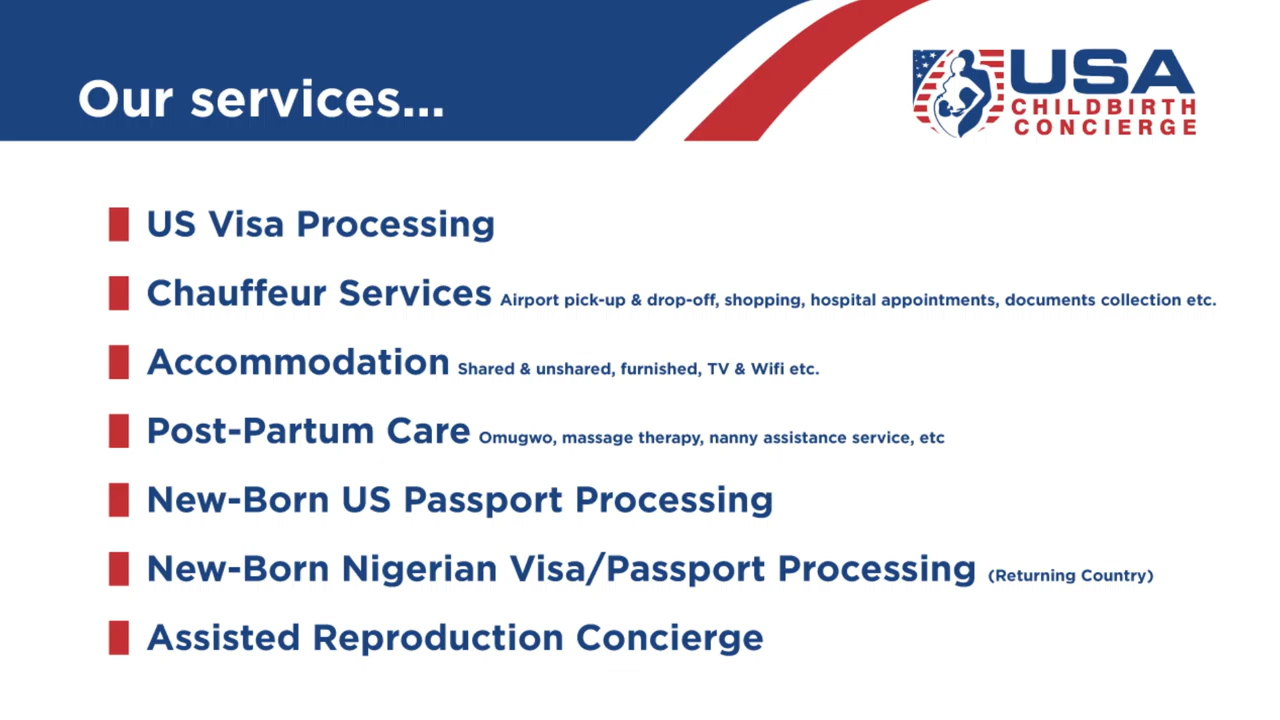 Our services...
USA
CHILDBIRTH
CONCIERGE
US Visa Processing
Chauffeur Services Airport pick-up & drop-off, shopping, hospital appointments, documents collection etc.
Accommodation Shared & unshared, furnished, TV & Wifi etc.
Post-Partum Care Omugwo, massage therapy, nanny assistance service, etc
New-Born US Passport Processing
New-Born Nigerian Visa/Passport Processing (Returning Country)
Assisted Reproduction Concierge